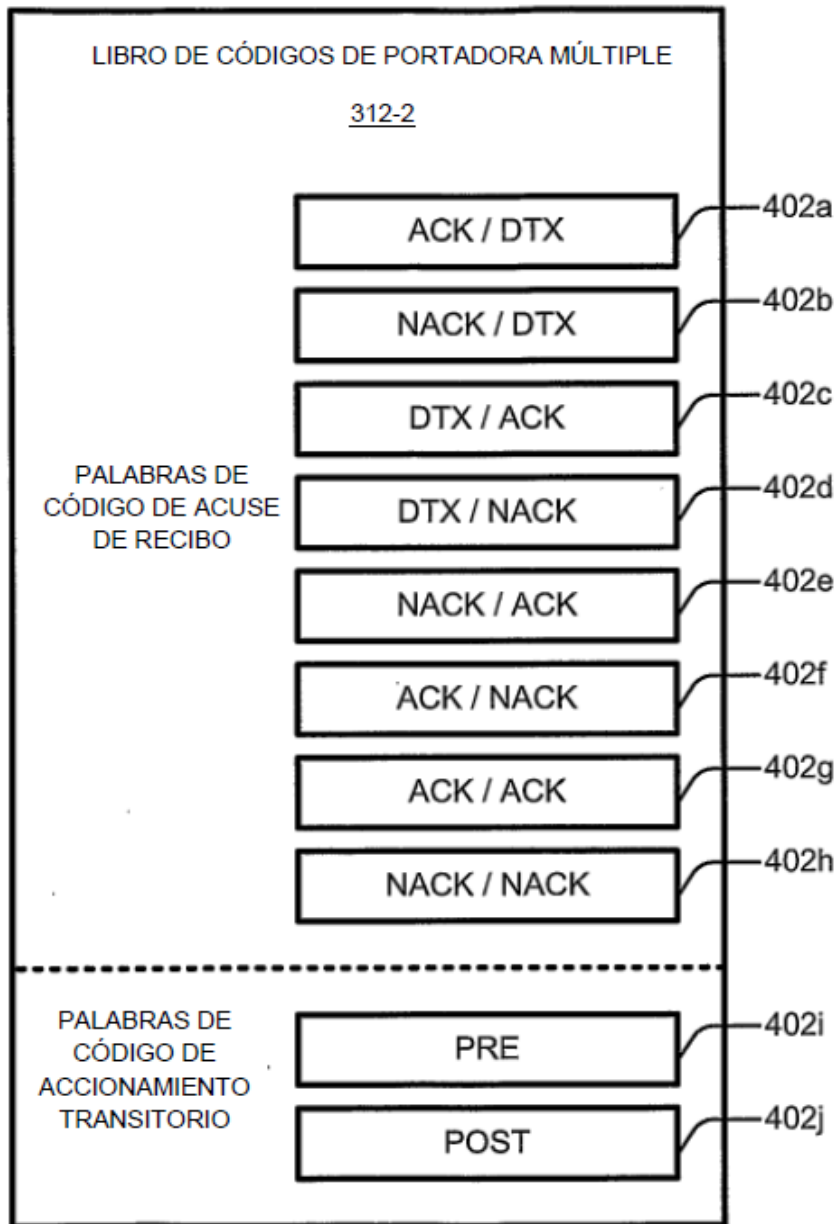 LIBRO DE CÓDIGOS DE PORTADORA MÚLTIPLE
312-2
ACK / DTX
402a
NACK / DTX
402b
DTX / ACK
402c
PALABRAS DE
CÓDIGO DE ACUSE
DE RECIBO
DTX / NACK
402d
NACK / ACK
402e
ACK / NACK
402f
ACK / ACK
402g
NACK / NACK
402h
PALABRAS DE
CÓDIGO DE
ACCIONAMIENTO
TRANSITORIO
PRE
402i
POST
402j